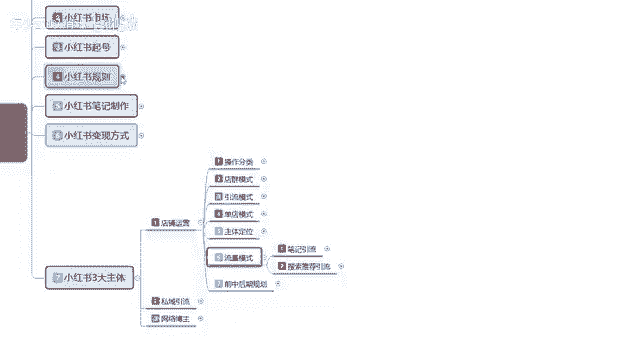 小红书市场
3 小红书起号
4 小红书规则
5 小红书笔记制作
6 小红书变现方式
7 小红书3大主体
1 店铺运营
1 操作分类
2 店群模式
3 引流模式
4 单店模式
5 主体定位
6 流量模式
1 笔记引流
2 搜索推荐引流
7 前中后期规划
2 私域引流
3 网络博主